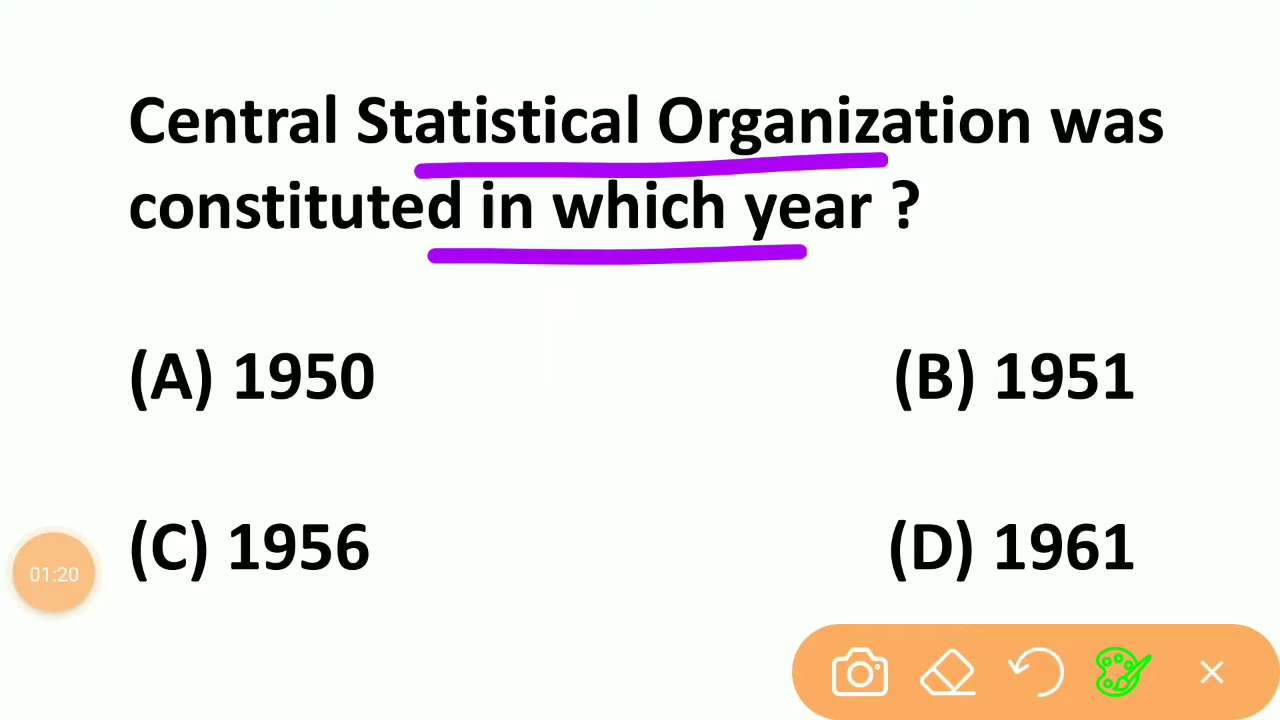 Central Statistical Organization was
constituted in which year ?
(A) 1950
(B) 1951
(C) 1956
(D) 1961
01:20